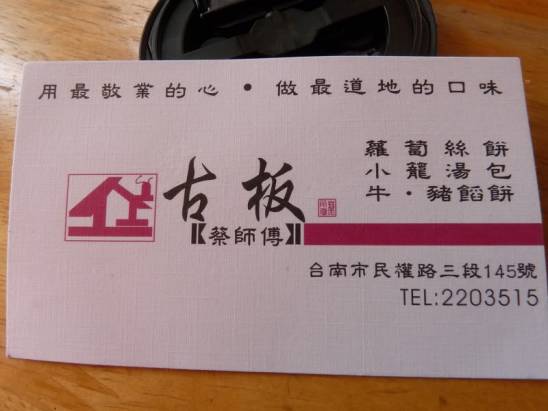 用最敬業的心•做最道地的口味
蘿蔔絲餅
小籠湯包
牛•豬餡餅
古板
【蔡師傅】
台南市民權路三段145號
TEL:2203515